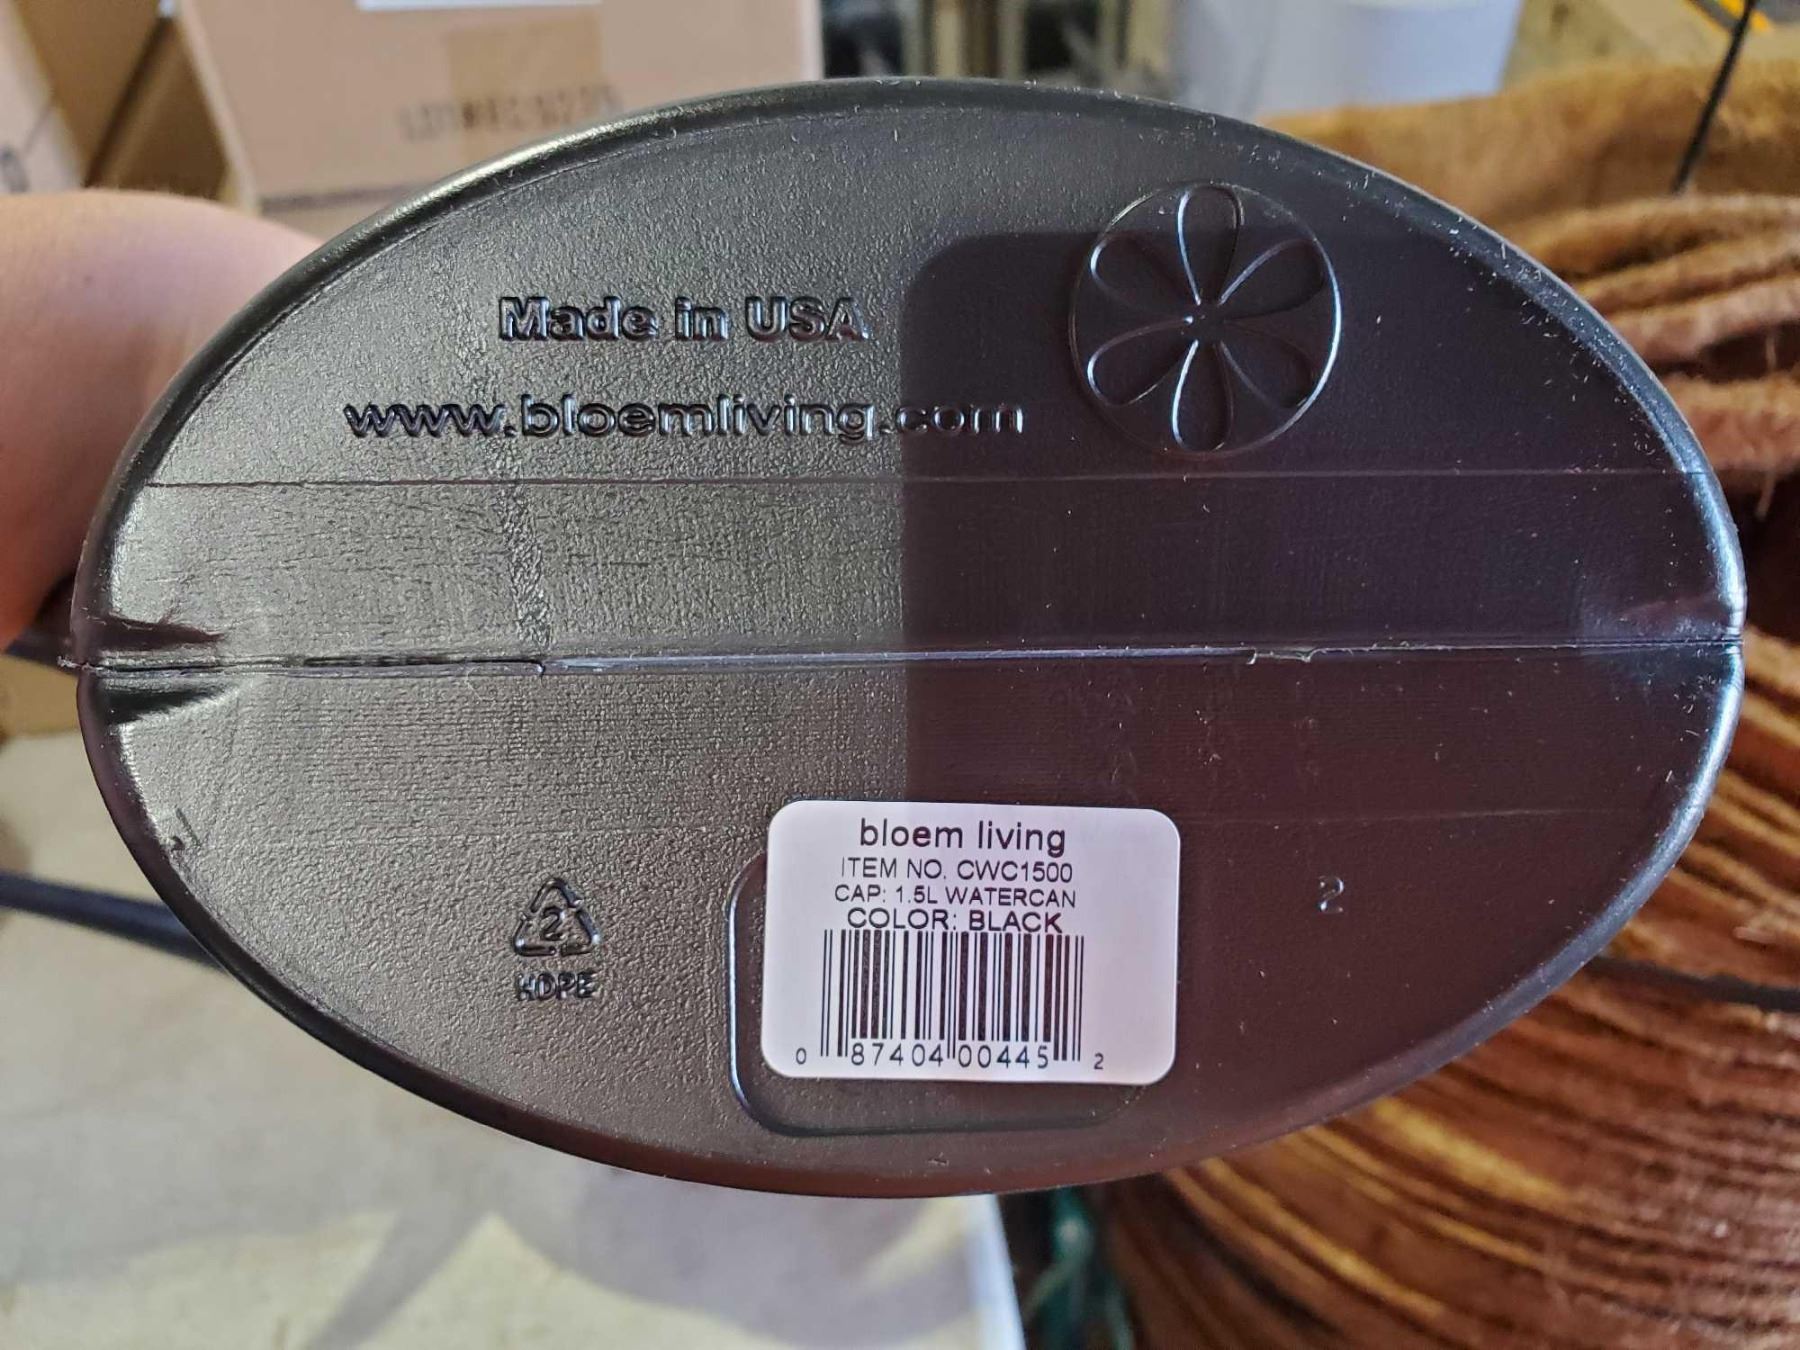 Made in USA
www.bloemliving.com
bloem living
ITEM NO. CWC1500
CAP: 1.5L WATERCAN
COLOR: BLACK
0 87404 00445 2
2
2
HDPE